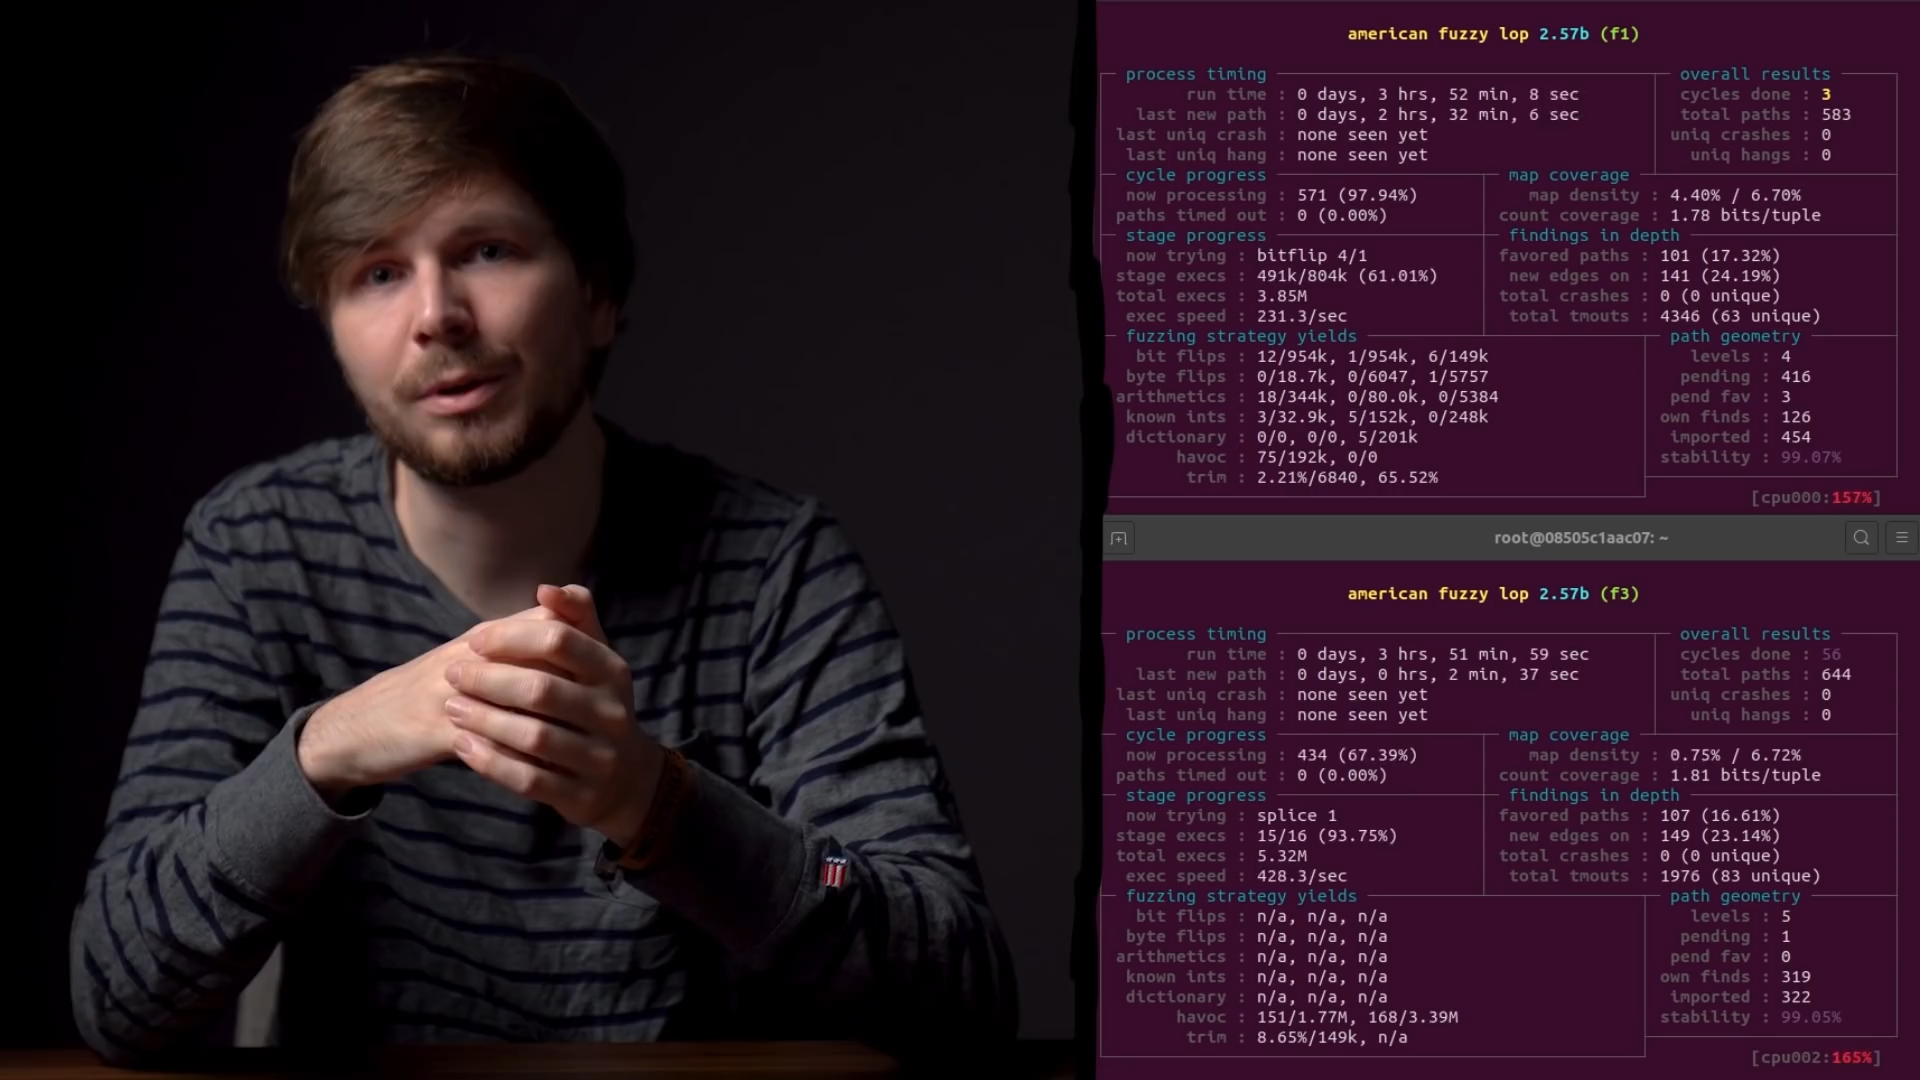 american fuzzy lop 2.57b (f1)
process timing
run time : 0 days, 3 hrs, 52 min, 8 sec
last new path : 0 days, 2 hrs, 32 min, 6 sec
last uniq crash : none seen yet
last uniq hang : none seen yet
overall results
cycles done : 3
total paths : 583
uniq crashes : 0
uniq hangs : 0
cycle progress
now processing : 571 (97.94%)
paths timed out : 0 (0.00%)
map coverage
map density : 4.40% / 6.70%
count coverage : 1.78 bits/tuple
stage progress
now trying : bitflip 4/1
stage execs : 491k/804k (61.01%)
total execs : 3.85M
exec speed : 231.3/sec
findings in depth
favored paths : 101 (17.32%)
new edges on : 141 (24.19%)
total crashes : 0 (0 unique)
total tmouts : 4346 (63 unique)
fuzzing strategy yields
bit flips : 12/954k, 1/954k, 6/149k
byte flips : 0/18.7k, 0/6047, 1/5757
arithmetics : 18/344k, 0/80.0k, 0/5384
known ints : 3/32.9k, 5/152k, 0/248k
dictionary : 0/0, 0/0, 5/201k
havoc : 75/192k, 0/0
trim : 2.21%/6840, 65.52%
path geometry
levels : 4
pending : 416
pend fav : 3
own finds : 126
imported : 454
stability : 99.07%
[cpu000:157%]
root@08505c1aac07: ~
american fuzzy lop 2.57b (f3)
process timing
run time : 0 days, 3 hrs, 51 min, 59 sec
last new path : 0 days, 0 hrs, 2 min, 37 sec
last uniq crash : none seen yet
last uniq hang : none seen yet
overall results
cycles done : 56
total paths : 644
uniq crashes : 0
uniq hangs : 0
cycle progress
now processing : 434 (67.39%)
paths timed out : 0 (0.00%)
map coverage
map density : 0.75% / 6.72%
count coverage : 1.81 bits/tuple
stage progress
now trying : splice 1
stage execs : 15/16 (93.75%)
total execs : 5.32M
exec speed : 428.3/sec
findings in depth
favored paths : 107 (16.61%)
new edges on : 149 (23.14%)
total crashes : 0 (0 unique)
total tmouts : 1976 (83 unique)
fuzzing strategy yields
bit flips : n/a, n/a, n/a
byte flips : n/a, n/a, n/a
arithmetics : n/a, n/a, n/a
known ints : n/a, n/a, n/a
dictionary : n/a, n/a, n/a
havoc : 151/1.77M, 168/3.39M
trim : 8.65%/149k, n/a
path geometry
levels : 5
pending : 1
pend fav : 0
own finds : 319
imported : 322
stability : 99.05%
[cpu002:165%]